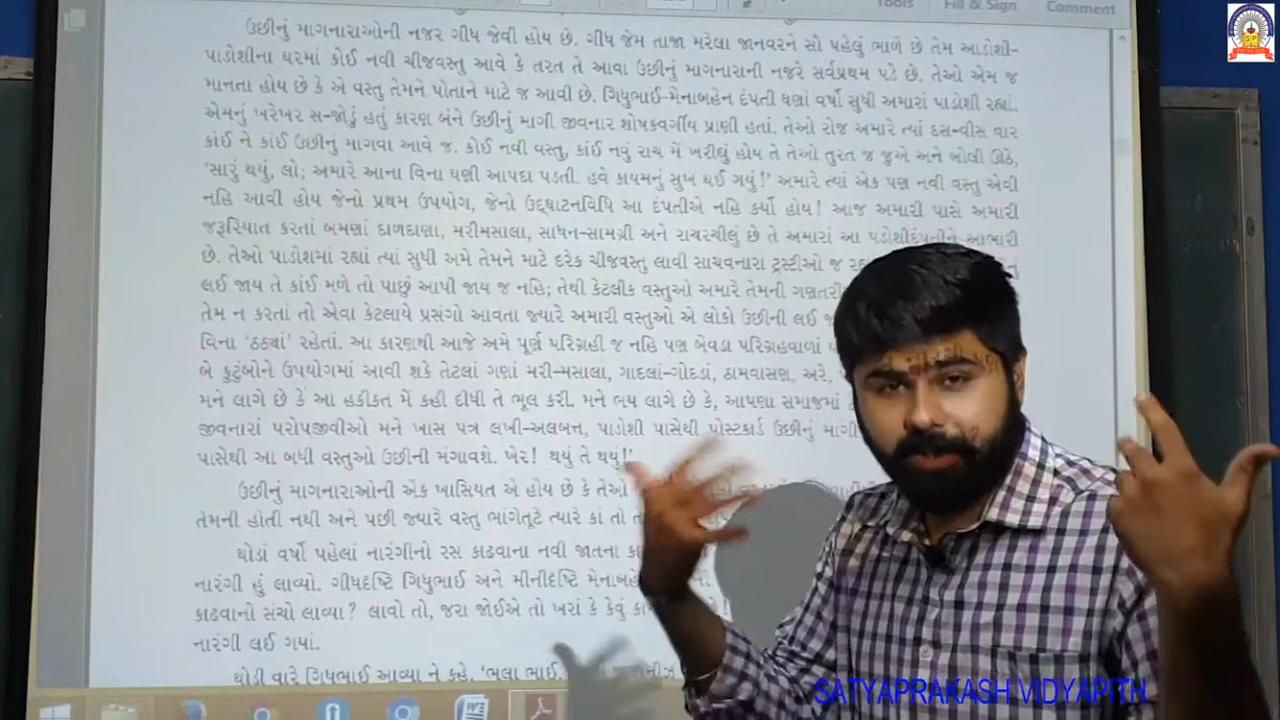 Tools Fill & Sign Comment
ઉછીનું માગનારાઓની નજર ગીધ જેવી હોય છે. ગીધ જેમ તાજા મરેલા જાનવરને સૌ પહેલું ભાળે છે તેમ આડોશી-
પાડોશીના ઘરમાં કોઈ નવી ચીજવસ્તુ આવે કે તરત તે આવા ઉછીનું માગનારાની નજરે સર્વપ્રથમ પડે છે. તેઓ એમ જ
માનતા હોય છે કે એ વસ્તુ તેમને પોતાને માટે જ આવી છે. ગિધુભાઈ-મેનાબહેન દંપતી ઘણાં વર્ષો સુધી અમારાં પાડોશી રહ્યાં.
એમનું ખરેખર સ-જોડું હતું કારણ બંને ઉછીનું માગી જીવનાર શોષકવર્ગીય પ્રાણી હતાં. તેઓ રોજ અમારે ત્યાં દસ-વીસ વાર
કાંઈ ને કાંઈ ઉછીનું માગવા આવે જ. કોઈ નવી વસ્તુ, કાંઈ નવું રાચ મેં ખરીદ્યું હોય તે તેઓ તુરત જ જુએ અને બોલી ઊઠે,
‘સારું થયું, લો; અમારે આના વિના ઘણી આપદા પડતી. હવે કાયમનું સુખ થઈ ગયું!’ અમારે ત્યાં એક પણ નવી વસ્તુ એવી
નહિ આવી હોય જેનો પ્રથમ ઉપયોગ, જેનો ઉદ્ઘાટનવિધિ આ દંપતીએ નહિ કર્યો હોય! આજ અમારી પાસે અમારી
જરૂરિયાત કરતાં બમણાં દાળદાણા, મરીમસાલા, સાધન-સામગ્રી અને રાચરચીલું છે તે અમારાં આ પડોશીદંપતીને આભારી
છે. તેઓ પાડોશમાં રહ્યાં ત્યાં સુધી અમે તેમને માટે દરેક ચીજવસ્તુ લાવી સાચવનારા ટ્રસ્ટીઓ જ
લઈ જાય તે કાંઈ મળે તો પાછું આપી જાય જ નહિ; તેથી કેટલીક વસ્તુઓ અમારે તેમની
તેમ ન કરતાં તો એવા કેટલાયે પ્રસંગો આવતા જ્યારે અમારી વસ્તુઓ એ લોકો ઉછીની લઈ
વિના ‘ઠઠ્યાં’ રહેતાં. આ કારણથી આજે અમે પૂર્ણ પરિગ્રહી જ નહિ પણ બેવડા પરિગ્રહવાળાં
બે કુટુંબોને ઉપયોગમાં આવી શકે તેટલાં ગણાં મરી-મસાલા, ગાદલાં-ગોદડાં, ઠામવાસણ, અરે,
મને લાગે છે કે આ હકીકત મેં કહી દીધી તે ભૂલ કરી. મને ભય લાગે છે કે, આપણા સમાજમાં
જીવનારાં પરોપજીવીઓ મને ખાસ પત્ર લખી-અલબત્ત, પાડોશી પાસેથી પોસ્ટકાર્ડ ઉછીનું માગી
પાસેથી આ બધી વસ્તુઓ ઉછીની મંગાવશે. ખેર! થયું તે થયું!’
ઉછીનું માગનારાઓની એક ખાસિયત એ હોય છે કે તેઓ
તેમની હોતી નથી અને પછી જ્યારે વસ્તુ ભાંગેતૂટે ત્યારે કાં તો
થોડાં વર્ષો પહેલાં નારંગીનો રસ કાઢવાના નવી જાતના
નારંગી હું લાવ્યો. ગીધદૃષ્ટિ ગિધુભાઈ અને મીનીદૃષ્ટિ
કાઢવાનો સંચો લાવ્યા? લાવો તો, જરા જોઈએ તો ખરાં કે કેવું
નારંગી લઈ ગયાં.
થોડી વારે ગિધુભાઈ આવ્યા ને કહે, ‘ભલા ભાઈ,
SATYAPRAKASH VIDYAPITH